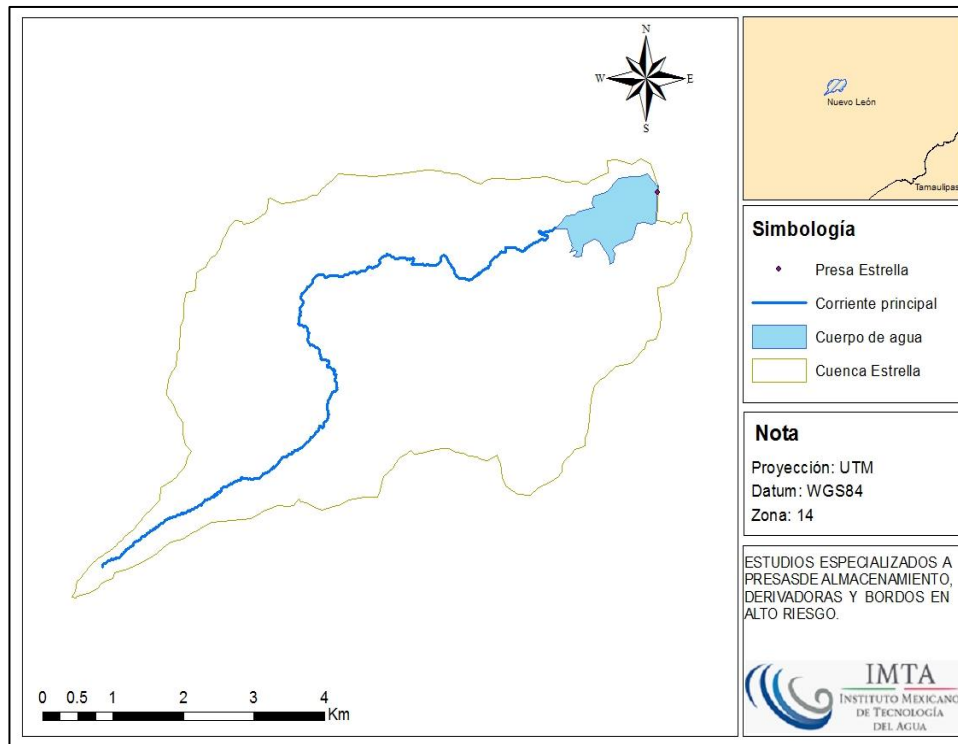 N
W E
S
Nuevo León
Tamaulipas
Simbología
Presa Estrella
Corriente principal
Cuerpo de agua
Cuenca Estrella
Nota
Proyección: UTM
Datum: WGS84
Zona: 14
ESTUDIOS ESPECIALIZADOS A
PRESASDE ALMACENAMIENTO,
DERIVADORAS Y BORDOS EN
ALTO RIESGO.
0 0.5 1 2 3 4
Km
IMTA
INSTITUTO MEXICANO
DE TECNOLOGÍA
DEL AGUA